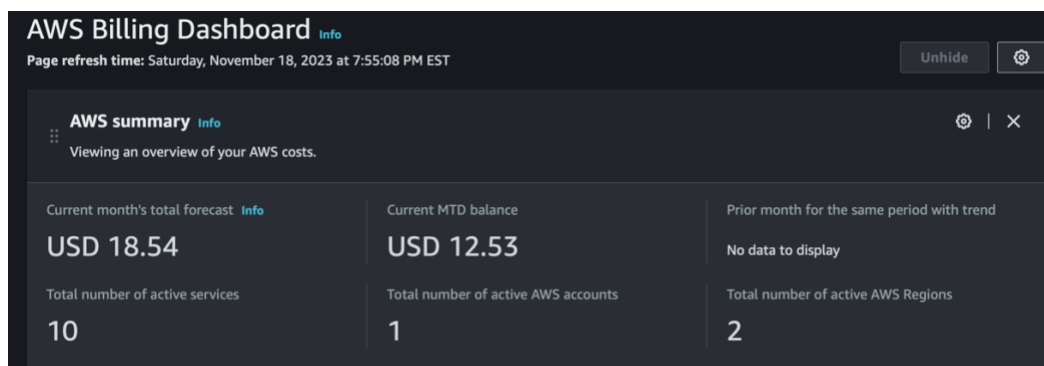 AWS Billing Dashboard Info
Page refresh time: Saturday, November 18, 2023 at 7:55:08 PM EST
Unhide
AWS summary Info
Viewing an overview of your AWS costs.
Current month's total forecast Info
USD 18.54
Current MTD balance
USD 12.53
Prior month for the same period with trend
No data to display
Total number of active services
10
Total number of active AWS accounts
1
Total number of active AWS Regions
2